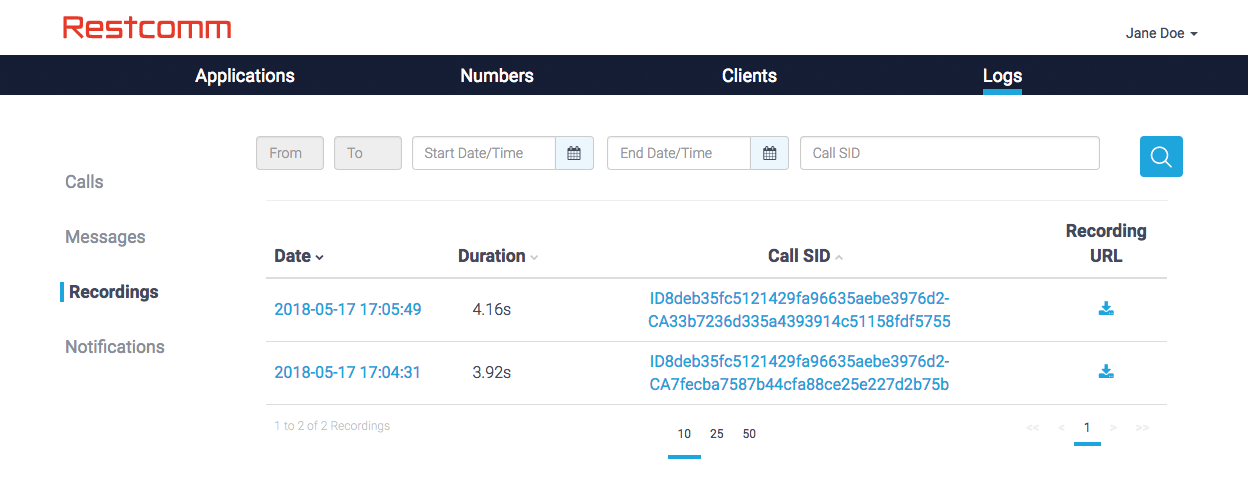 Restcomm
Jane Doe
Applications Numbers Clients Logs
From To Start Date/Time End Date/Time Call SID
Calls
Messages
Recordings
Notifications
Date Duration Call SID Recording URL
2018-05-17 17:05:49 4.16s ID8deb35fc5121429fa96635aebe3976d2-
CA33b7236d335a4393914c51158fdf5755
2018-05-17 17:04:31 3.92s ID8deb35fc5121429fa96635aebe3976d2-
CA7fecba7587b44cfa88ce25e227d2b75b
1 to 2 of 2 Recordings 10 25 50 << < 1 > >>